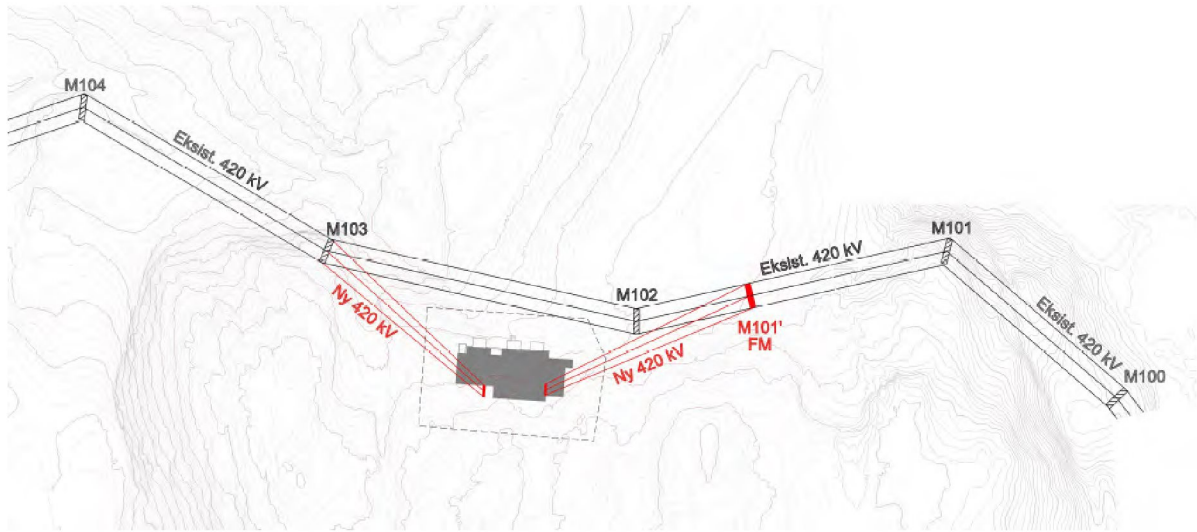 M104
Eksist. 420 kV
M103
Ny 420 kV
M102
Eksist. 420 kV
M101
M101'
FM
Ny 420 kV
Eksist. 420 kV
M100